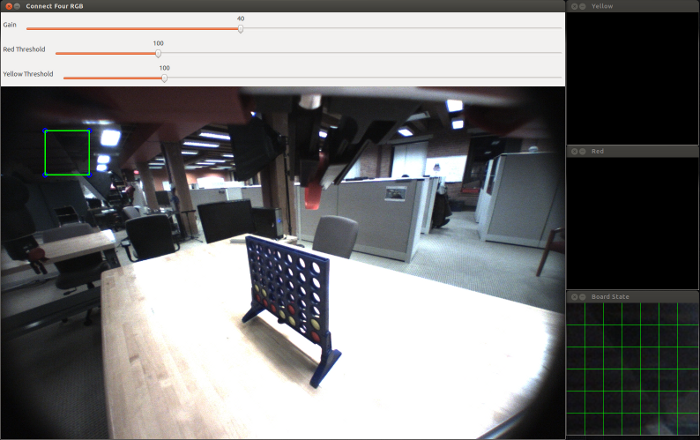 Connect Four RGB
Yellow
Gain
40
Red Threshold
100
Yellow Threshold
100
Red
Board State